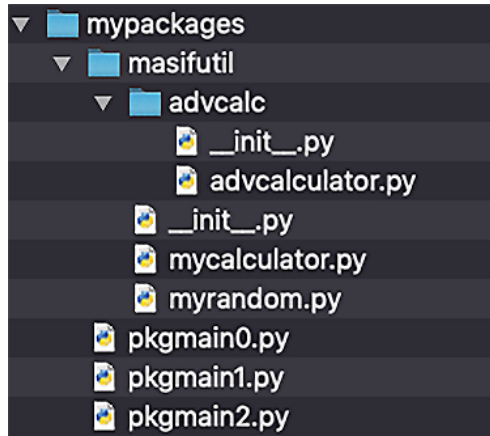 mypackages
masifutil
advcalc
__init__.py
advcalculator.py
__init__.py
mycalculator.py
myrandom.py
pkgmain0.py
pkgmain1.py
pkgmain2.py